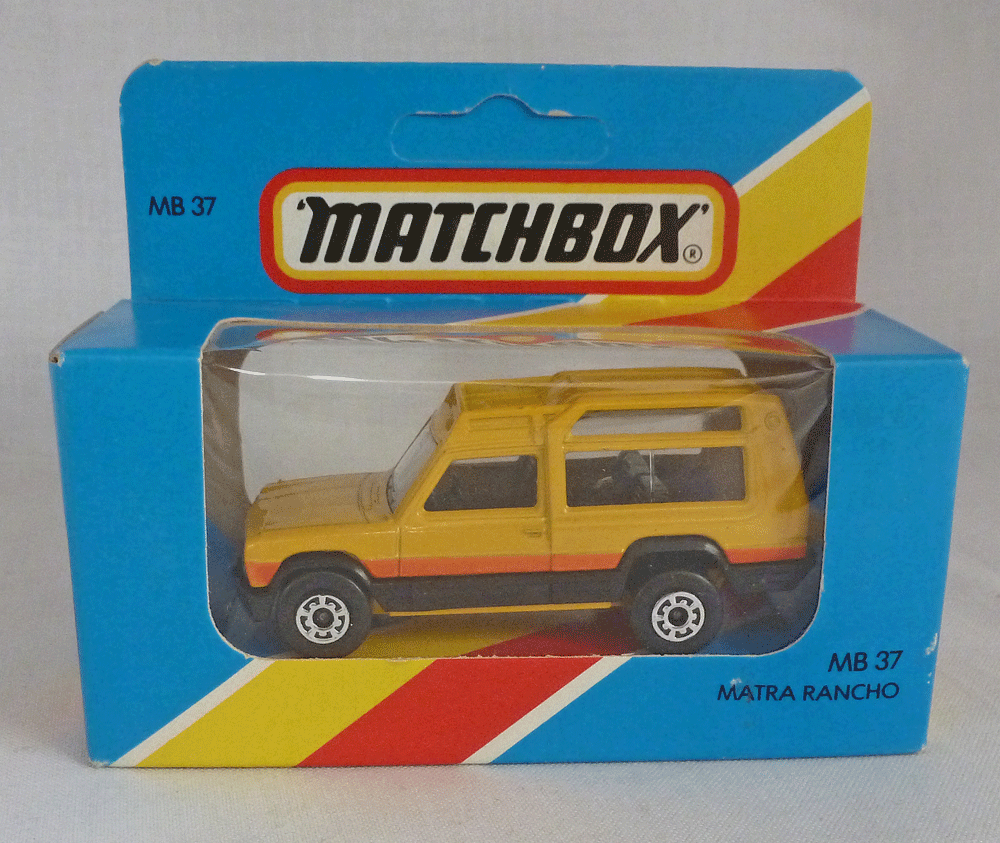 MB 37
'MATCHBOX'
®
MB 37
MATRA RANCHO